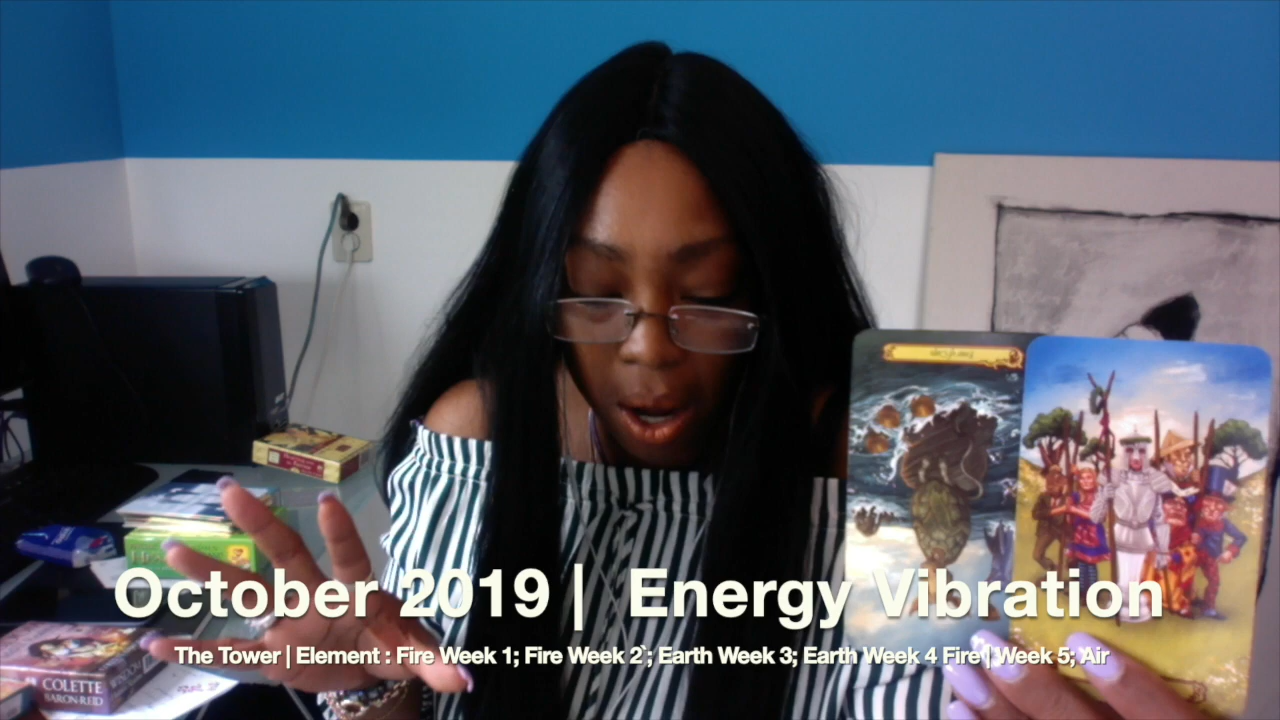 COLETTE
BARON-REID
WISDOM
October 2019 | Energy Vibration
The Tower | Element : Fire Week 1; Fire Week 2`; Earth Week 3; Earth Week 4 Fire | Week 5; Air